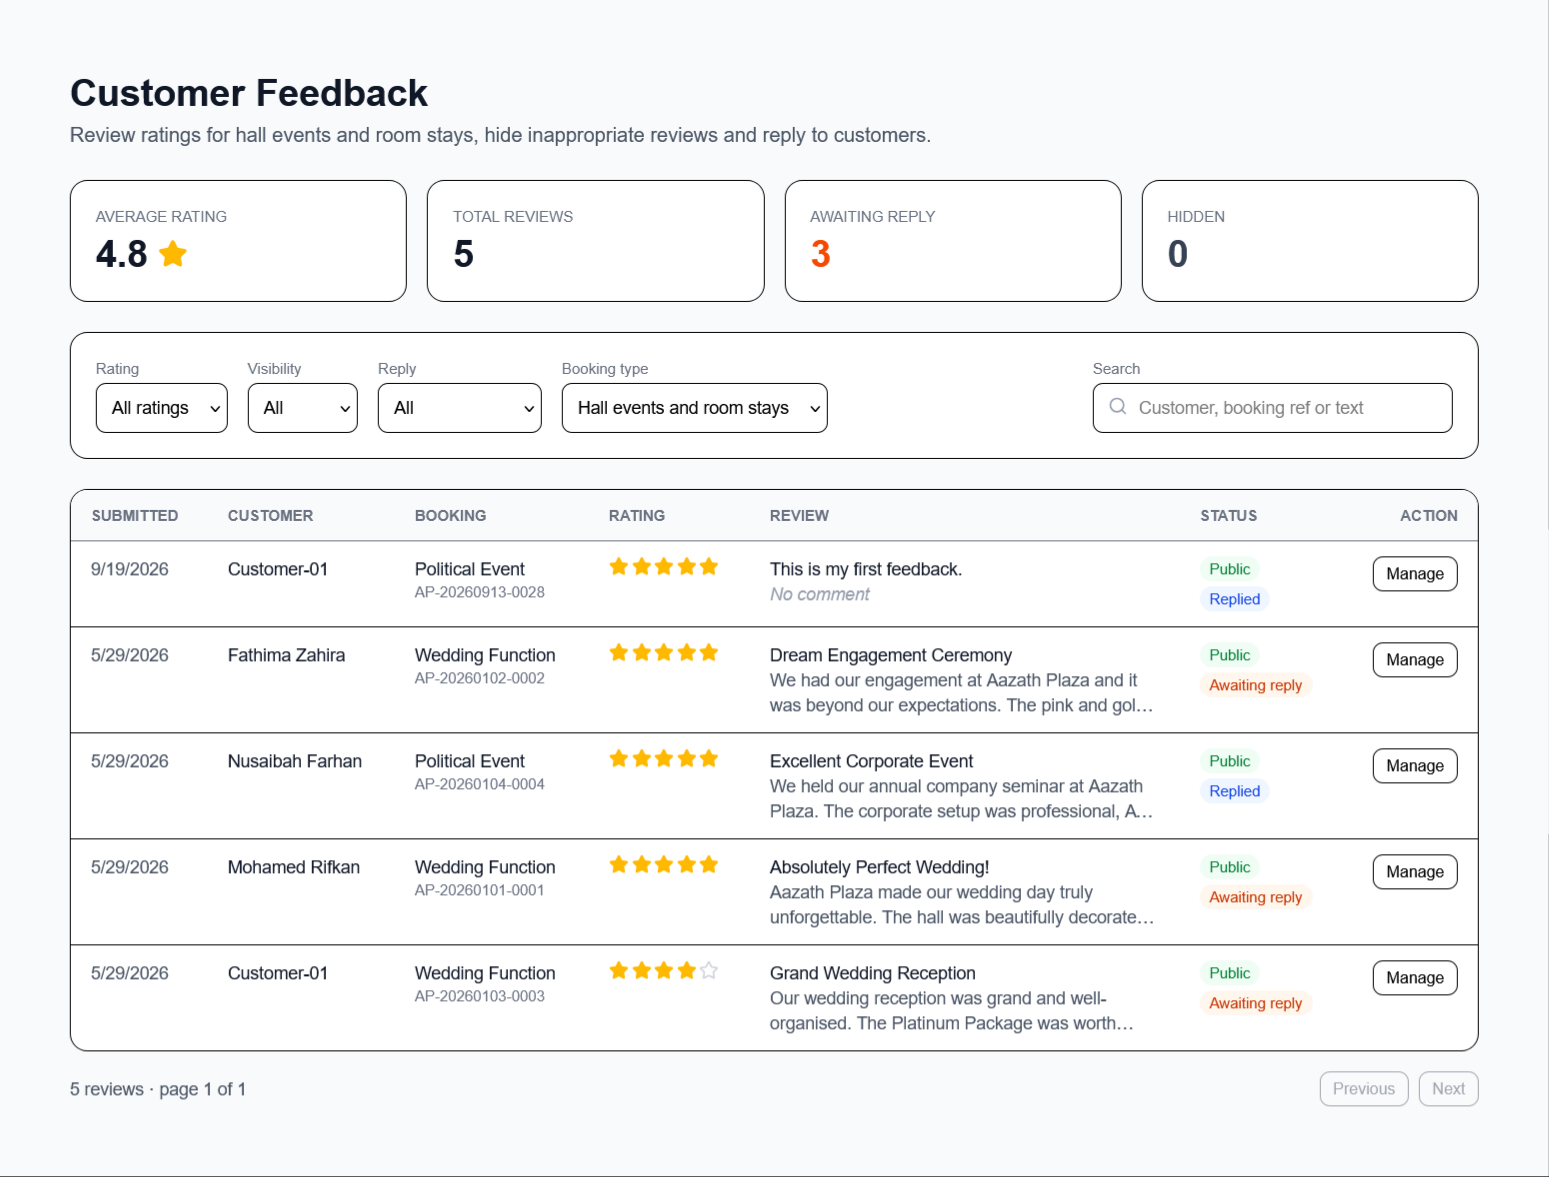 Customer Feedback
Review ratings for hall events and room stays, hide inappropriate reviews and reply to customers.
AVERAGE RATING
4.8
TOTAL REVIEWS
5
AWAITING REPLY
3
HIDDEN
0
Rating
All ratings
Visibility
All
Reply
All
Booking type
Hall events and room stays
Search
Customer, booking ref or text
SUBMITTED CUSTOMER BOOKING RATING REVIEW STATUS ACTION
9/19/2026 Customer-01 Political Event This is my first feedback. Public Manage
AP-20260913-0028 No comment Replied
5/29/2026 Fathima Zahira Wedding Function Dream Engagement Ceremony Public Manage
AP-20260102-0002 We had our engagement at Aazath Plaza and it Awaiting reply
was beyond our expectations. The pink and gol…
5/29/2026 Nusaibah Farhan Political Event Excellent Corporate Event Public Manage
AP-20260104-0004 We held our annual company seminar at Aazath Replied
Plaza. The corporate setup was professional, A…
5/29/2026 Mohamed Rifkan Wedding Function Absolutely Perfect Wedding! Public Manage
AP-20260101-0001 Aazath Plaza made our wedding day truly Awaiting reply
unforgettable. The hall was beautifully decorate…
5/29/2026 Customer-01 Wedding Function Grand Wedding Reception Public Manage
AP-20260103-0003 Our wedding reception was grand and well- Awaiting reply
organised. The Platinum Package was worth…
5 reviews · page 1 of 1 Previous Next